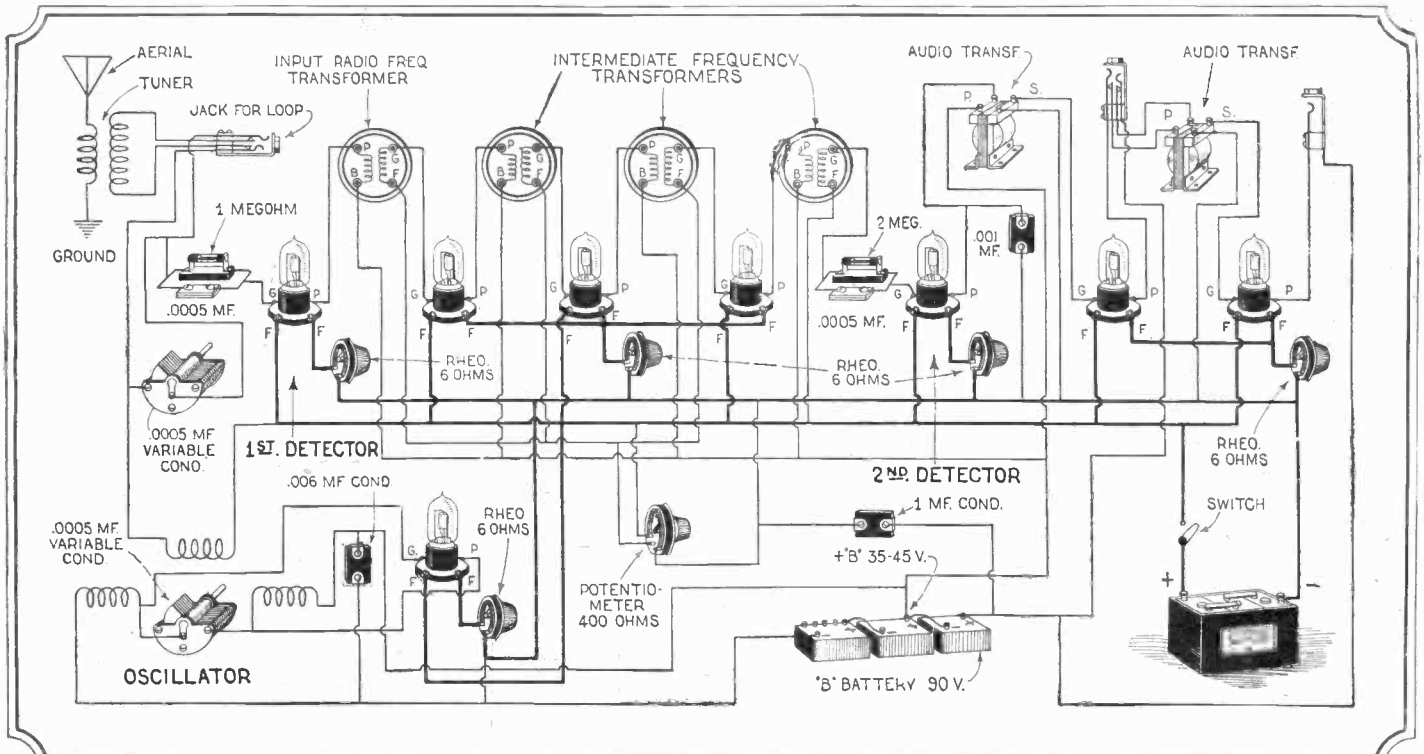 AERIAL
TUNER
JACK FOR LOOP
INPUT RADIO FREQ
TRANSFORMER
INTERMEDIATE FREQUENCY
TRANSFORMERS
AUDIO TRANSF.
AUDIO TRANSF.
P.
S.
P.
S.
P
G
B
F
P
G
B
F
P
G
B
F
P
G
B
F
GROUND
1 MEGOHM
.0005 MF.
2 MEG.
.0005 MF.
.001
MF.
G
P
F
F
G
P
F
F
G
P
F
F
G
P
F
F
G
P
F
F
G
P
F
F
G
P
F
F
RHEO.
6 OHMS
RHEO.
6 OHMS
RHEO.
6 OHMS
.0005 MF
VARIABLE
COND.
1ST. DETECTOR
2ND. DETECTOR
.006 MF COND.
.0005 MF.
VARIABLE
COND.
G.
P
F
F
RHEO
6 OHMS
POTENTIO-
METER
400 OHMS
1 MF. COND.
+"B" 35-45 V.
SWITCH
+
-
OSCILLATOR
"B" BATTERY 90 V.